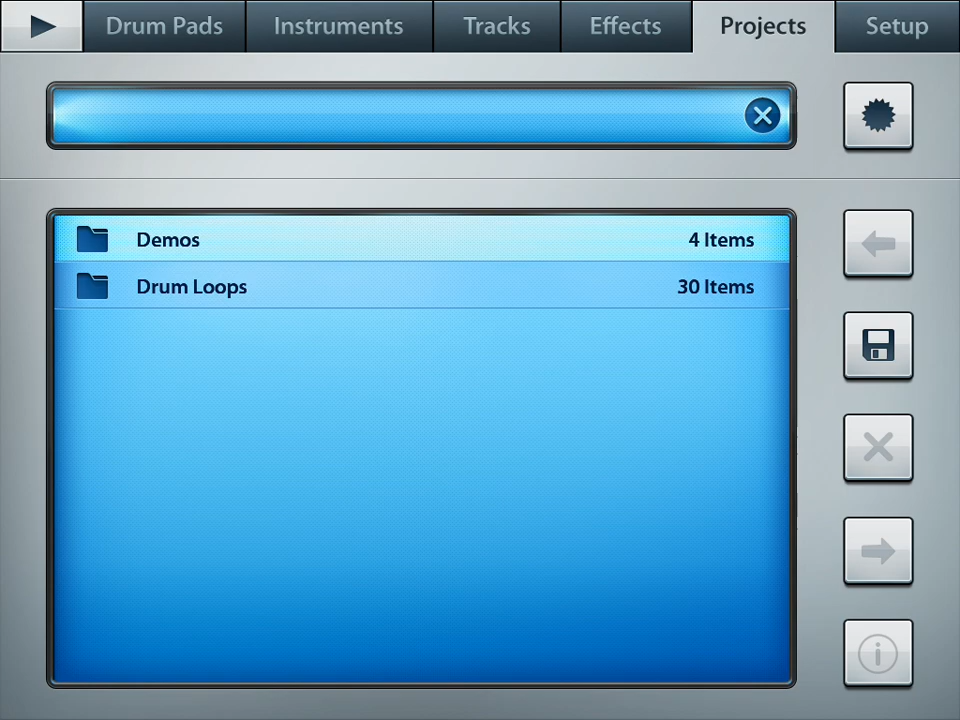 Drum Pads Instruments Tracks Effects Projects Setup
Demos 4 Items
Drum Loops 30 Items